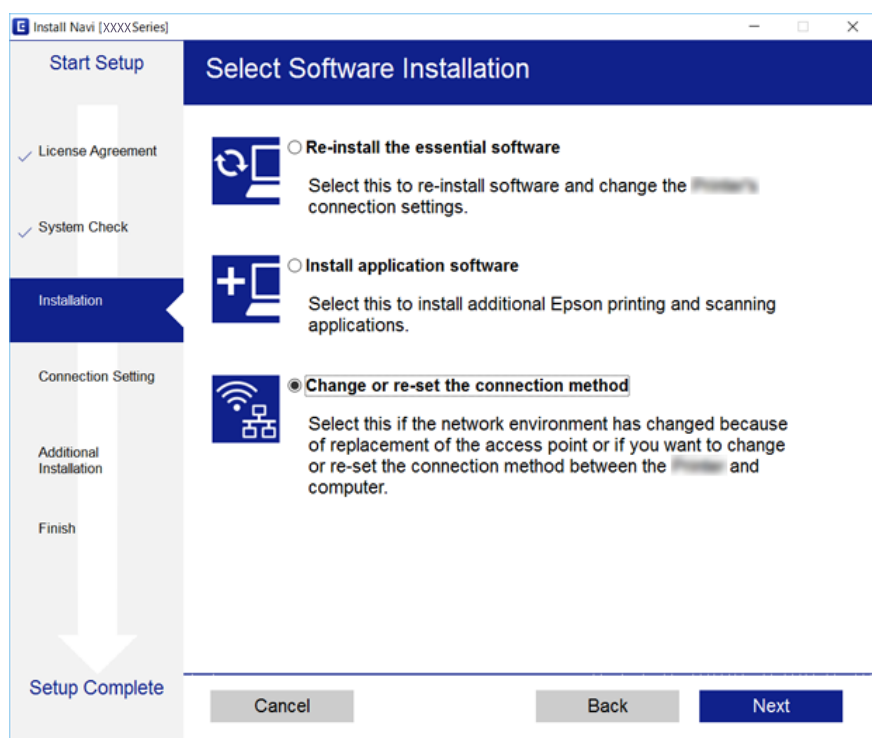 Install Navi [XXXX Series]
Start Setup
License Agreement
System Check
Installation
Connection Setting
Additional
Installation
Finish
Setup Complete
Select Software Installation
Re-install the essential software
Select this to re-install software and change the
connection settings.
Install application software
Select this to install additional Epson printing and scanning
applications.
Change or re-set the connection method
Select this if the network environment has changed because
of replacement of the access point or if you want to change
or re-set the connection method between the and
computer.
Cancel
Back
Next